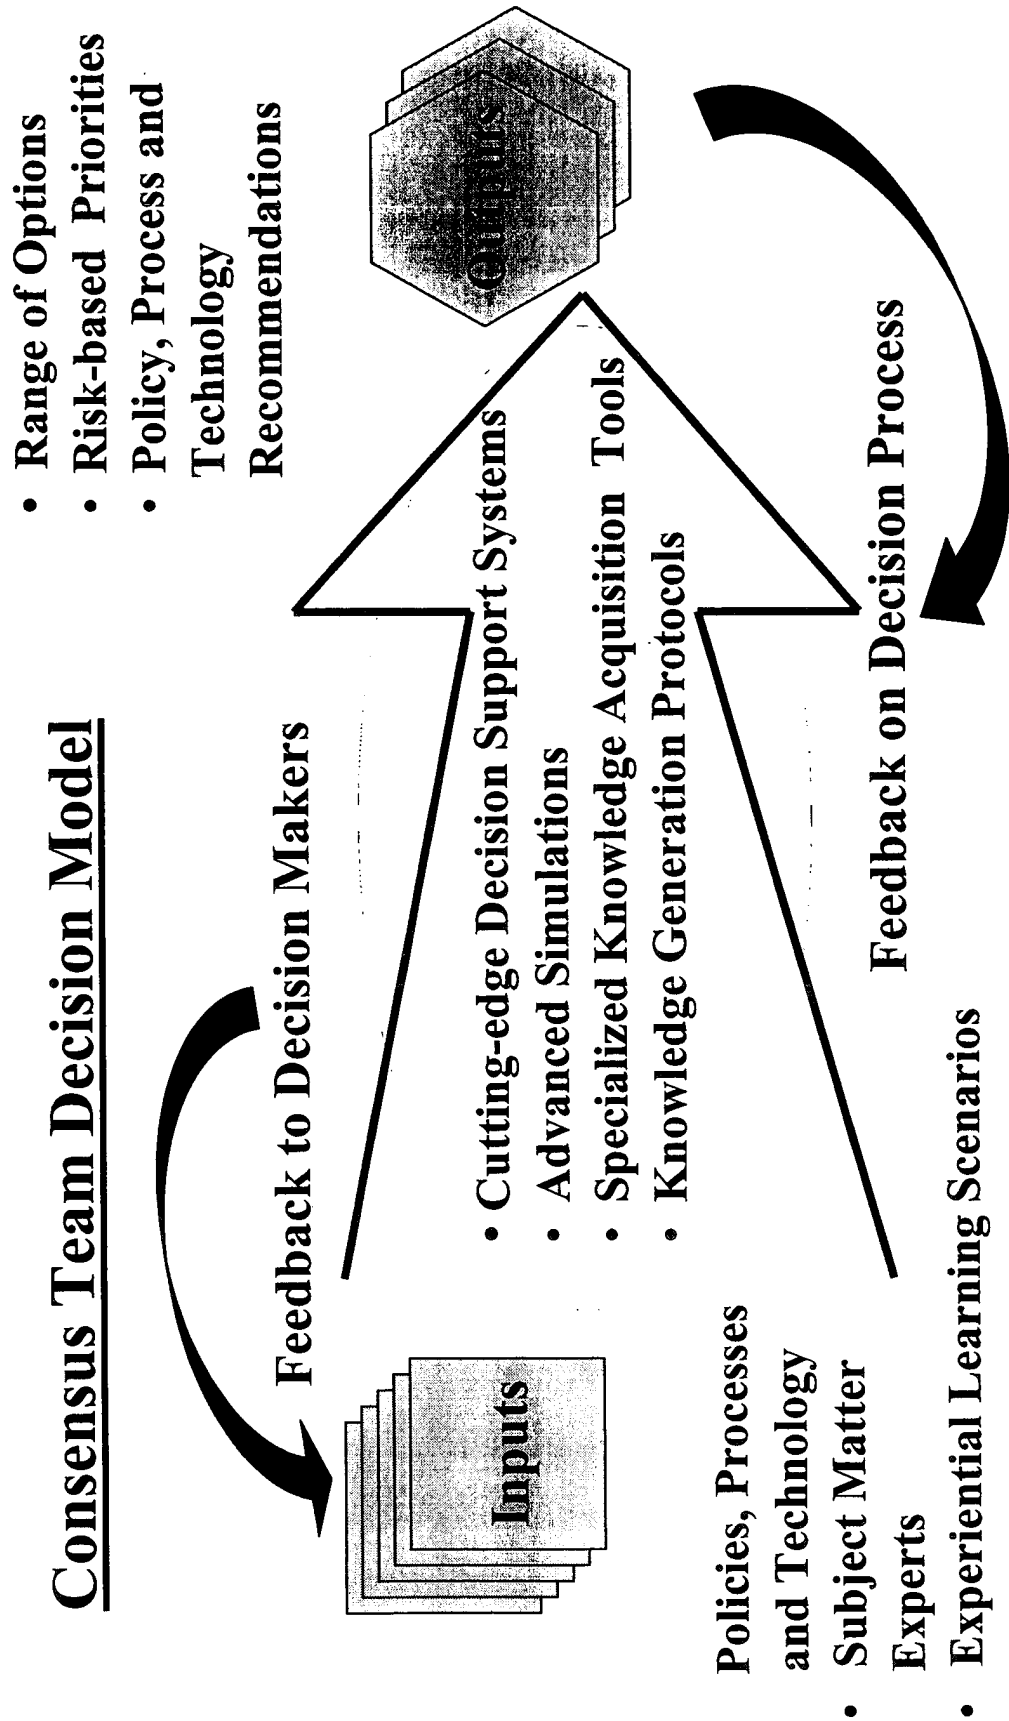 Consensus Team Decision Model
• Range of Options
• Risk-based Priorities
• Policy, Process and
Technology
Recommendations
Feedback to Decision Makers
Inputs
• Cutting-edge Decision Support Systems
• Advanced Simulations
• Specialized Knowledge Acquisition Tools
• Knowledge Generation Protocols
Outputs
Policies, Processes
and Technology
• Subject Matter
Experts
• Experiential Learning Scenarios
Feedback on Decision Process